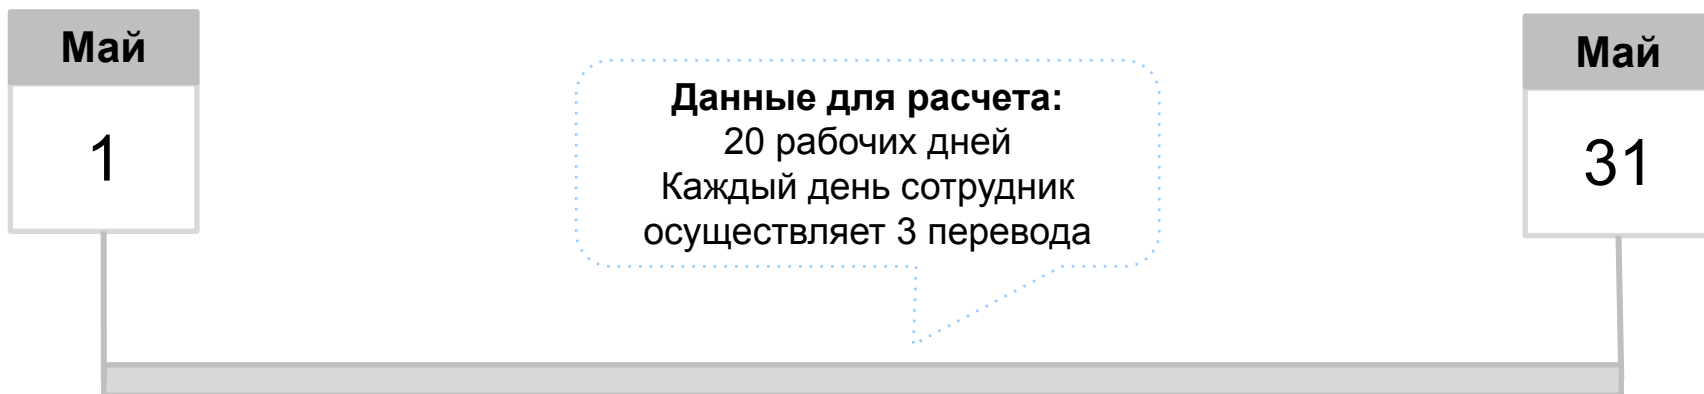 Май
1
Данные для расчета:
20 рабочих дней
Каждый день сотрудник
осуществляет 3 перевода
Май
31